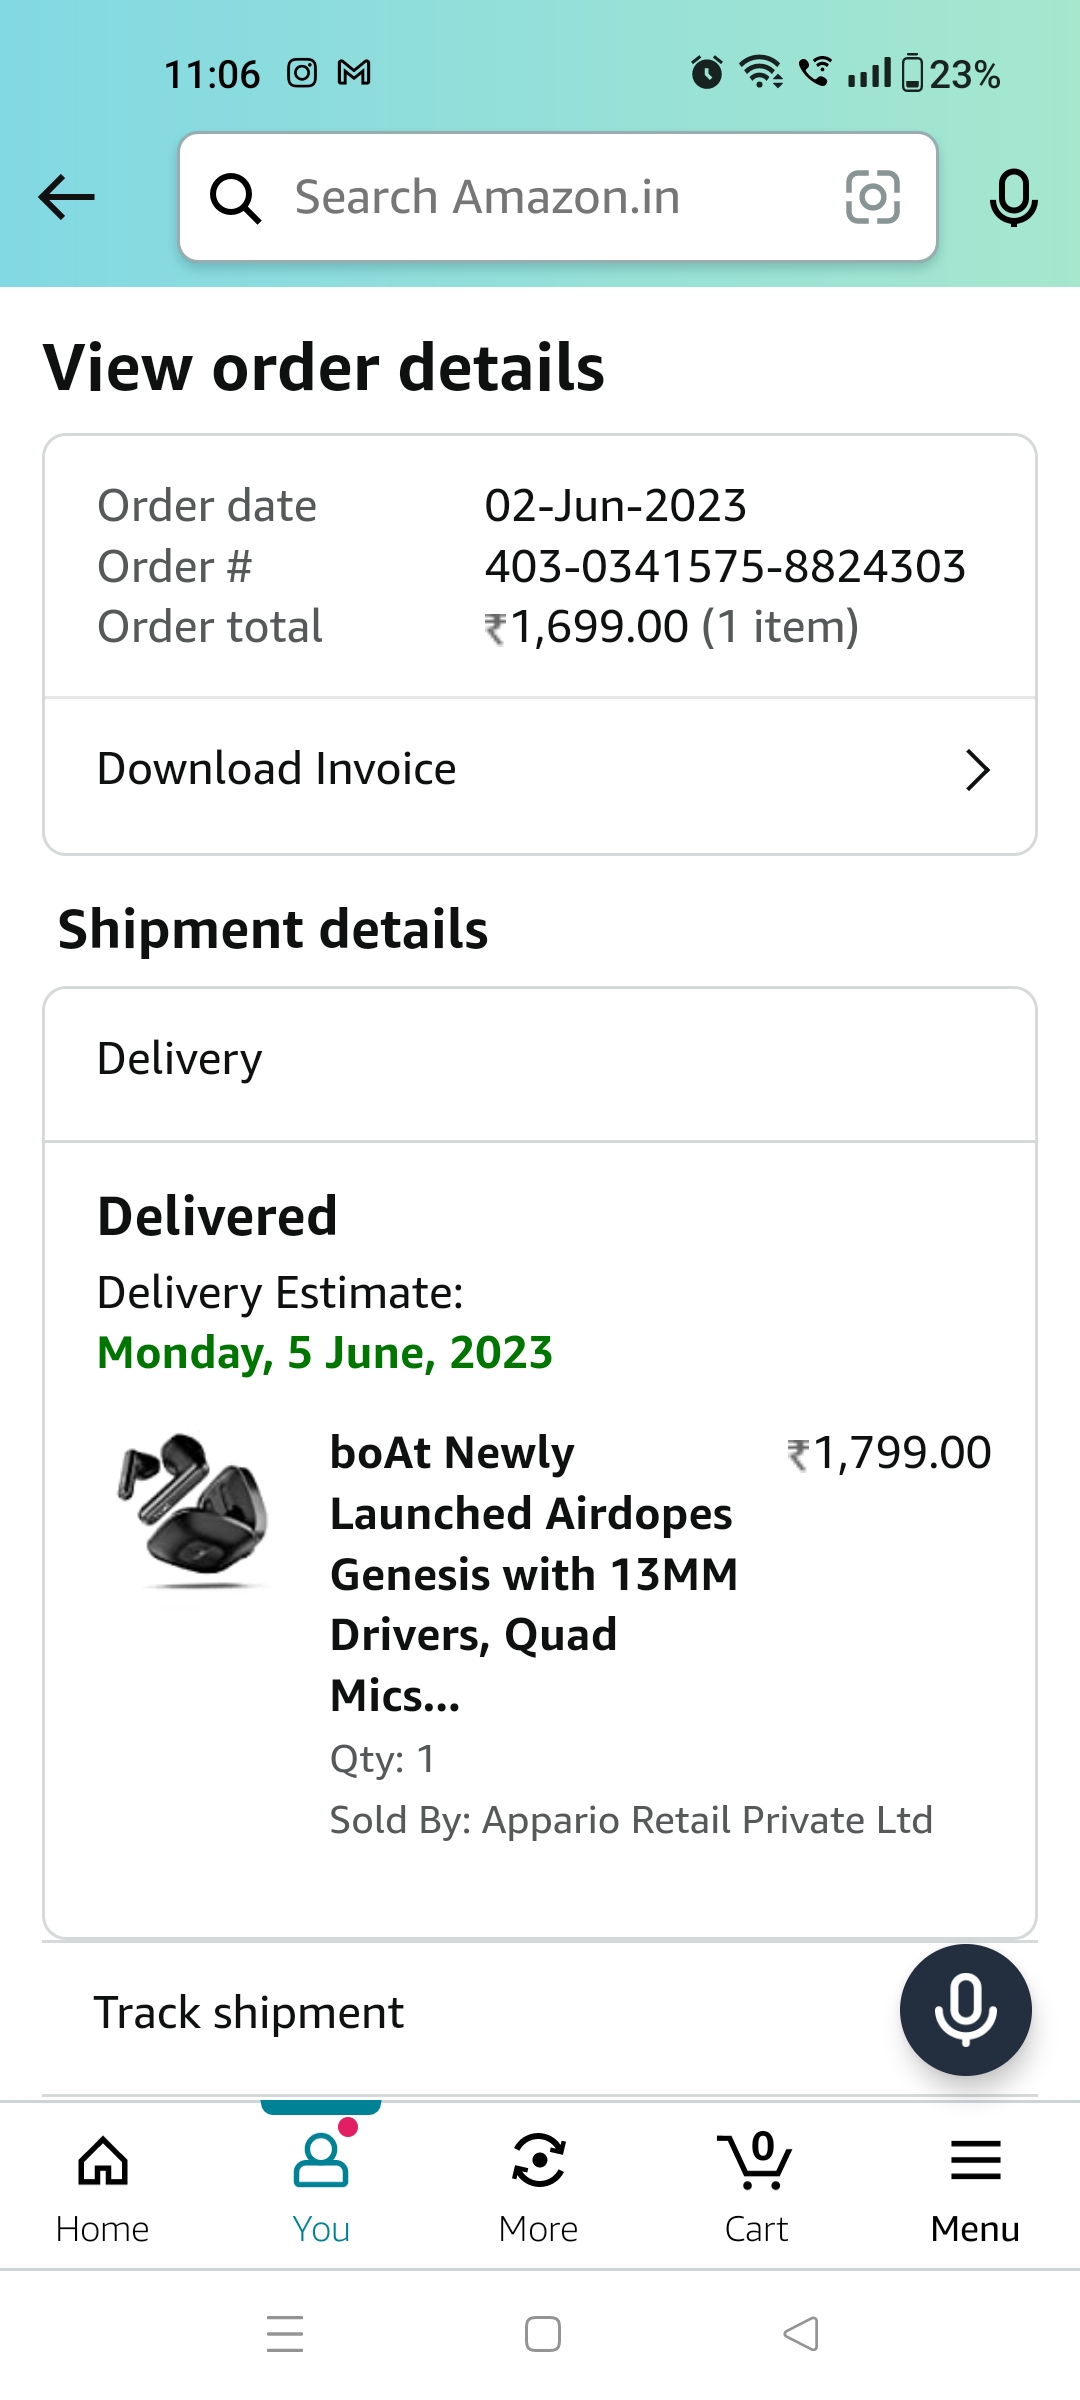 11:06 23%
Search Amazon.in
View order details
Order date 02-Jun-2023
Order # 403-0341575-8824303
Order total ₹1,699.00 (1 item)
Download Invoice
Shipment details
Delivery
Delivered
Delivery Estimate:
Monday, 5 June, 2023
boAt Newly ₹1,799.00
Launched Airdopes
Genesis with 13MM
Drivers, Quad
Mics...
Qty: 1
Sold By: Appario Retail Private Ltd
Track shipment
0
Home You More Cart Menu